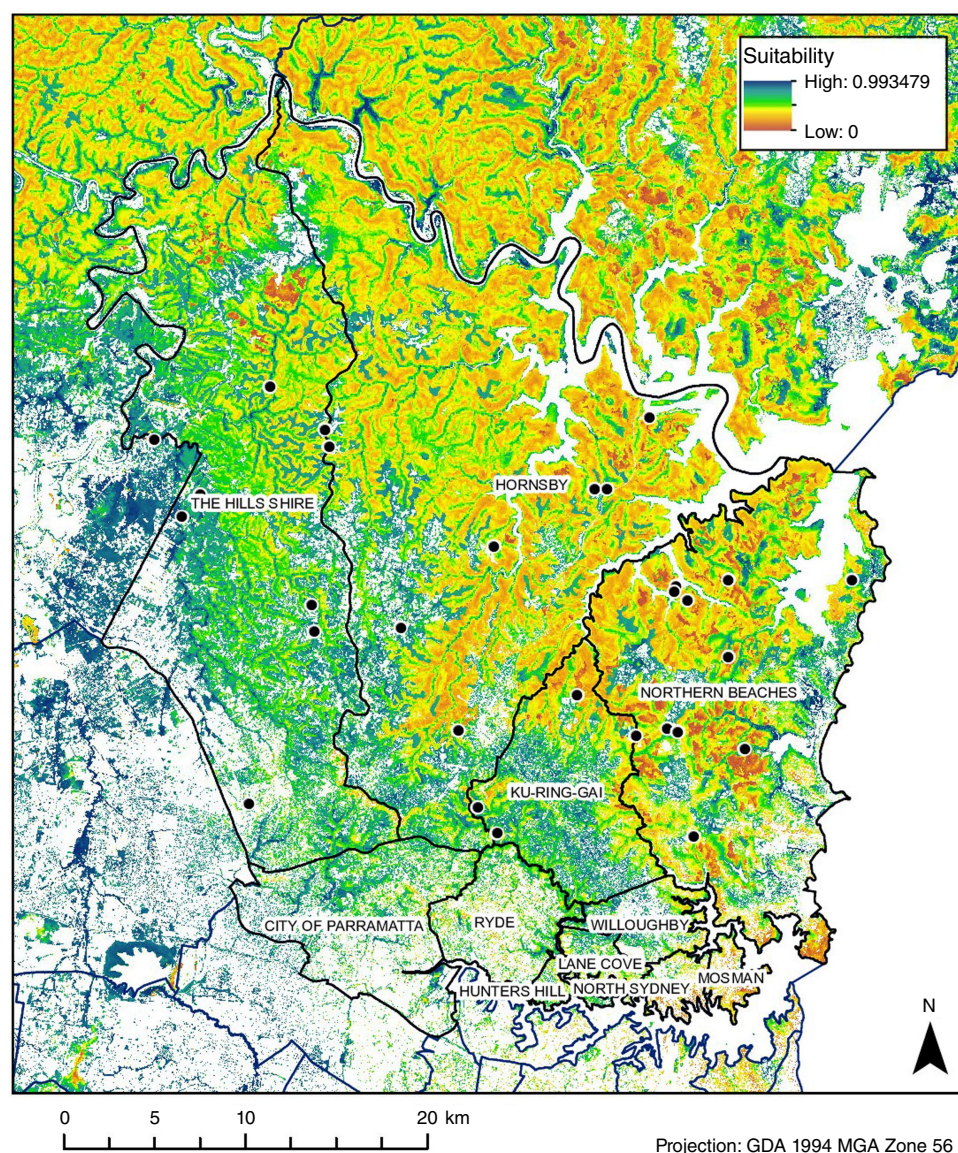 Suitability
High: 0.993479
Low: 0
HORNSBY
THE HILLS SHIRE
NORTHERN BEACHES
KU-RING-GAI
CITY OF PARRAMATTA
RYDE
WILLOUGHBY
LANE COVE
MOSMAN
HUNTERS HILL
NORTH SYDNEY
N
0 5 10 20 km
Projection: GDA 1994 MGA Zone 56